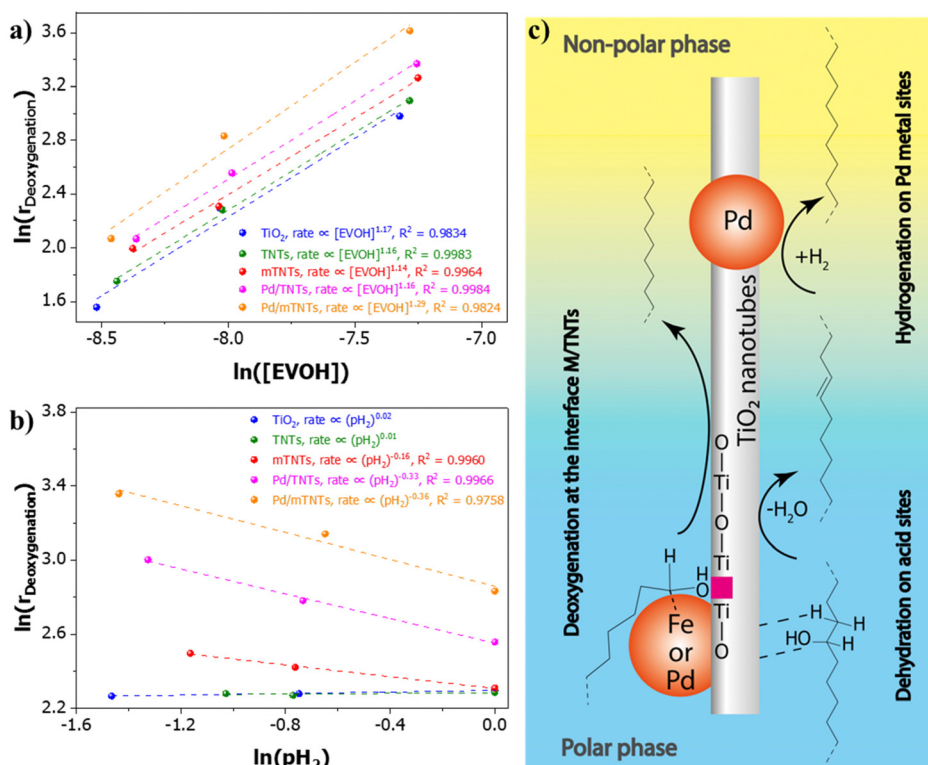 a)
ln(rDeoxygenation)
3.6
3.0
2.4
2.0
1.6
TiO₂, rate ∝ [EVOH]^1.17, R² = 0.9834
TNTs, rate ∝ [EVOH]^1.16, R² = 0.9983
mTNTs, rate ∝ [EVOH]^1.14, R² = 0.9964
Pd/TNTs, rate ∝ [EVOH]^1.16, R² = 0.9984
Pd/mTNTs, rate ∝ [EVOH]^1.29, R² = 0.9824
-8.5
-8.0
-7.5
-7.0
ln([EVOH])
b)
ln(rDeoxygenation)
3.8
3.4
3.0
2.6
2.2
TiO₂, rate ∝ (pH₂)^0.02
TNTs, rate ∝ (pH₂)^0.01
mTNTs, rate ∝ (pH₂)^-0.16, R² = 0.9960
Pd/TNTs, rate ∝ (pH₂)^-0.33, R² = 0.9966
Pd/mTNTs, rate ∝ (pH₂)^-0.36, R² = 0.9758
-1.6
-1.2
-0.8
-0.4
0.0
ln(pH₂)
c)
Non-polar phase
Pd
+H₂
Hydrogenation on Pd metal sites
TiO₂ nanotubes
Deoxygenation at the interface M/TNTs
O
Ti
O
Ti
-H₂O
H
H
O
Ti
O
Fe
or
Pd
H
H
HO
H
Dehydration on acid sites
Polar phase